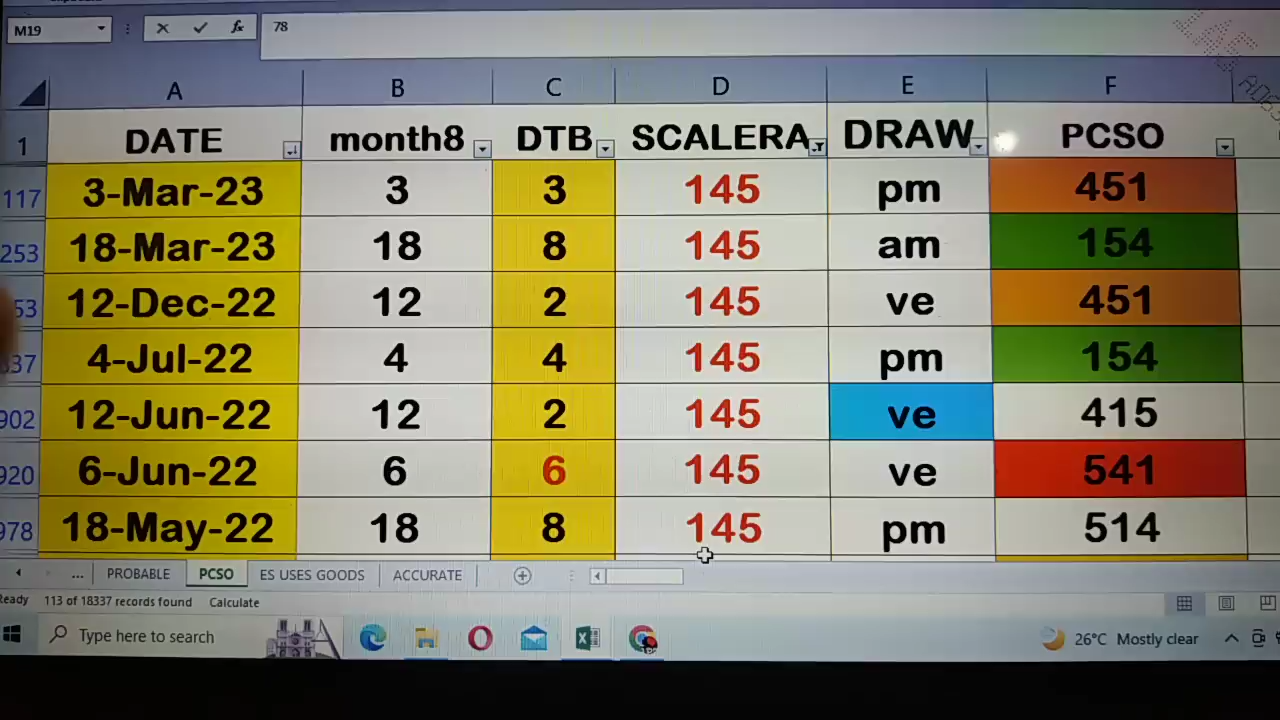 M19 fx 78
A B C D E F
1 DATE month8 DTB SCALERA DRAW PCSO
117 3-Mar-23 3 3 145 pm 451
253 18-Mar-23 18 8 145 am 154
53 12-Dec-22 12 2 145 ve 451
37 4-Jul-22 4 4 145 pm 154
902 12-Jun-22 12 2 145 ve 415
920 6-Jun-22 6 6 145 ve 541
978 18-May-22 18 8 145 pm 514
... PROBABLE PCSO ES USES GOODS ACCURATE
113 of 18337 records found Calculate
Type here to search 26°C Mostly clear